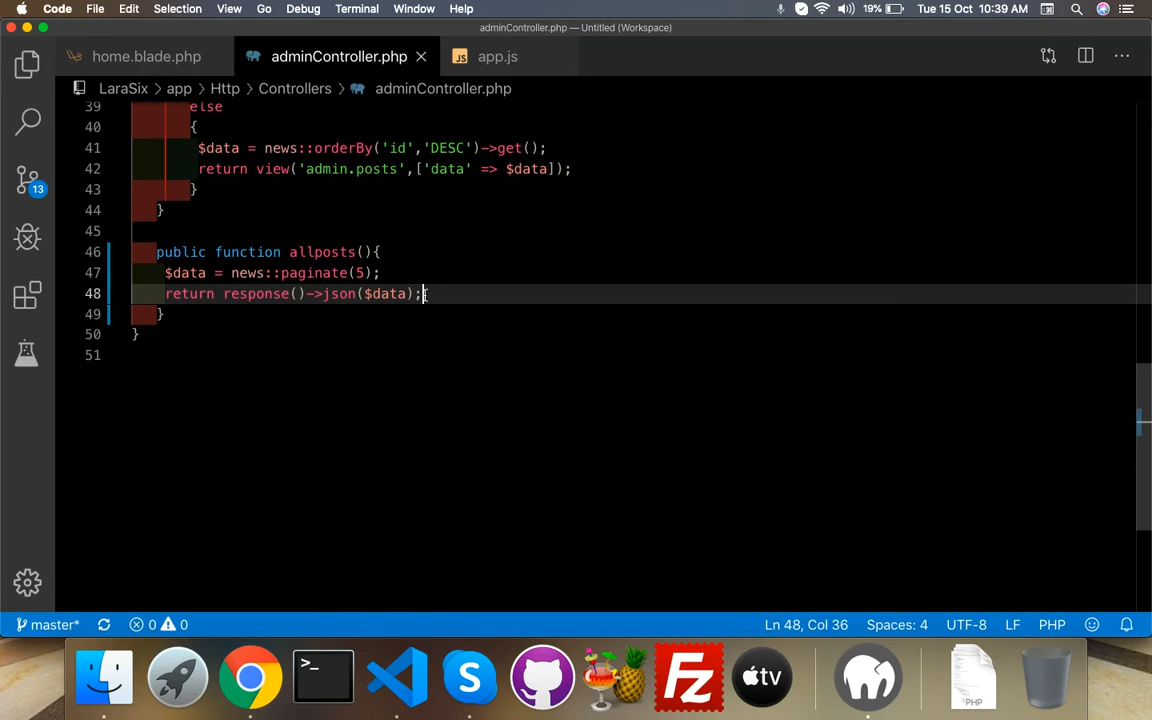 Code File Edit Selection View Go Debug Terminal Window Help 19% Tue 15 Oct 10:39 AM
adminController.php — Untitled (Workspace)
home.blade.php adminController.php JS app.js
LaraSix > app > Http > Controllers > adminController.php
39 else
40 {
41 $data = news::orderBy('id','DESC')->get();
42 return view('admin.posts',['data' => $data]);
43 }
44 }
45
46 public function allposts(){
47 $data = news::paginate(5);
48 return response()->json($data);
49 }
50 }
51
13
master* 0 0 Ln 48, Col 36 Spaces: 4 UTF-8 LF PHP
>_ S Fz tv PHP